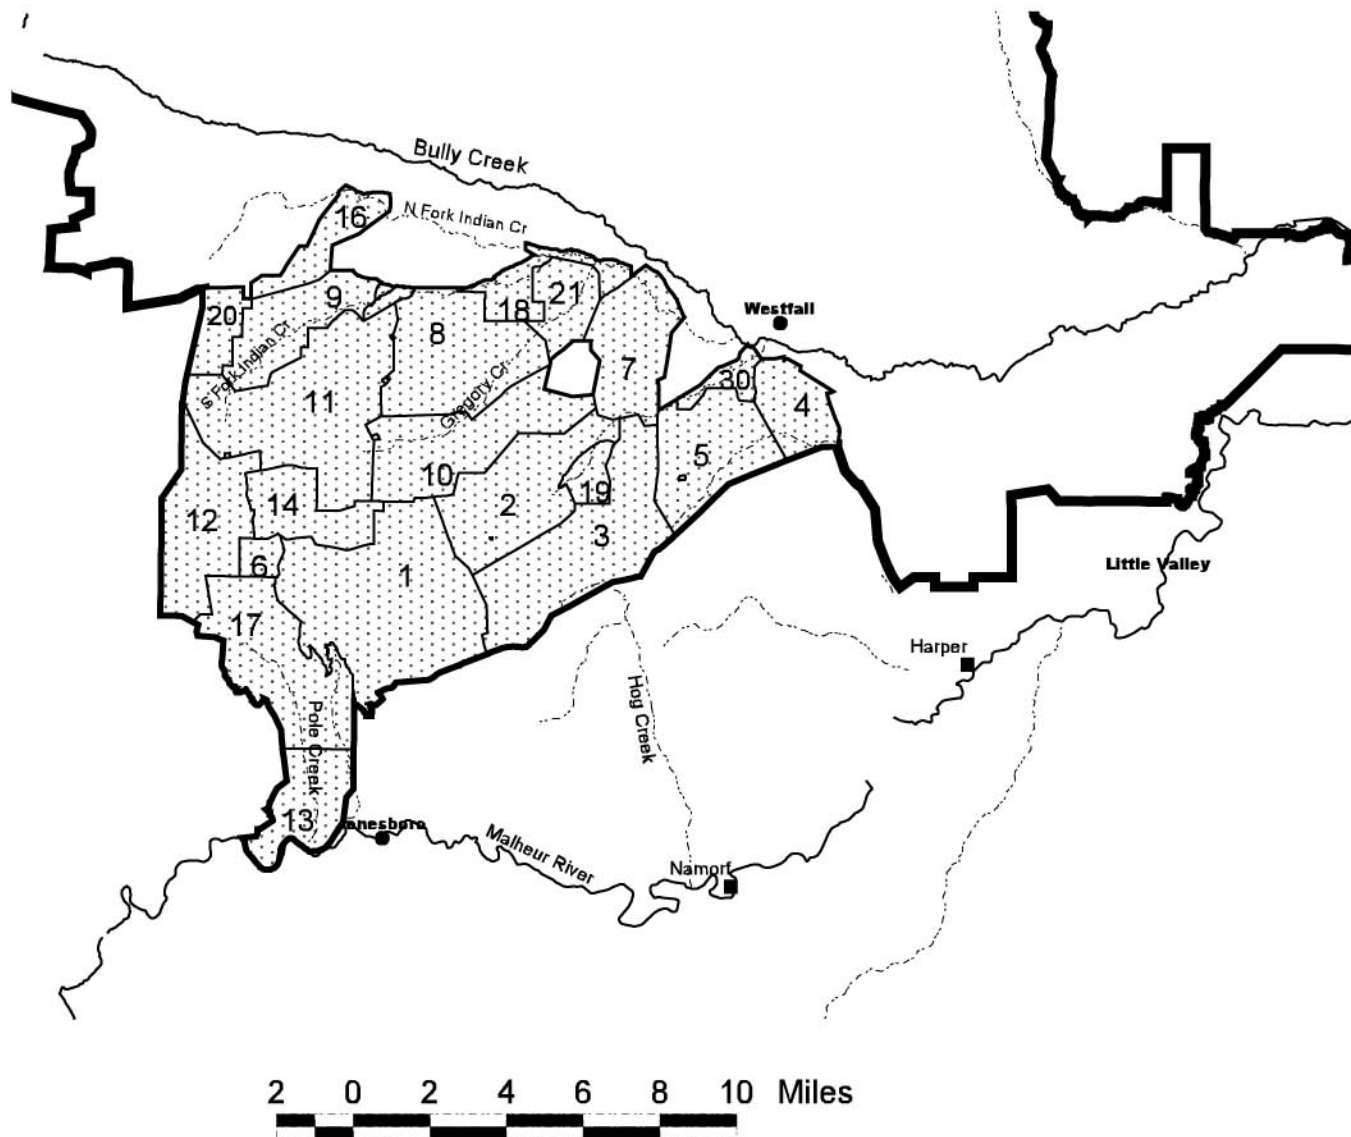 Bully Creek
N Fork Indian Cr
16
9
20
18
21
Westfall
8
S Fork Indian Cr
7
30
11
Gregory Cr
4
5
10
19
14
2
12
3
6
1
Little Valley
17
Harper
Hog Creek
Pole Creek
13
nesboro
Malheur River
Namorf
2 0 2 4 6 8 10 Miles